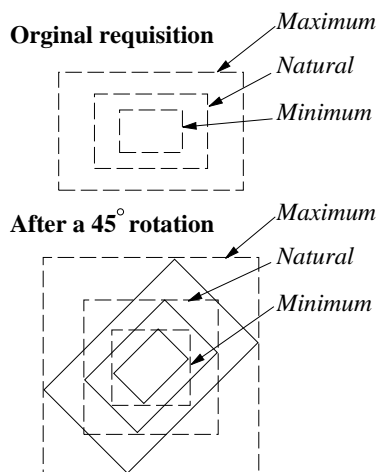 Maximum
Orginal requisition
Natural
Minimum
After a 45° rotation
Maximum
Natural
Minimum